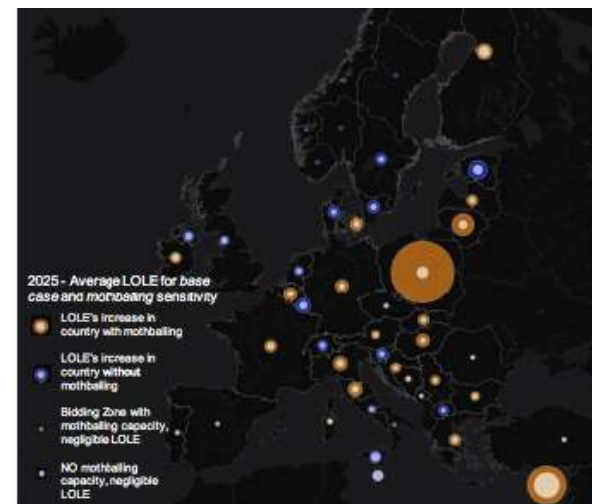 2025 - Average LOLE for base
case and mothballing sensitivity
LOLE's increase in
country with mothballing
LOLE's increase in
country without
mothballing
Bidding Zone with
mothballing capacity,
negligible LOLE
NO mothballing
capacity, negligible
LOLE